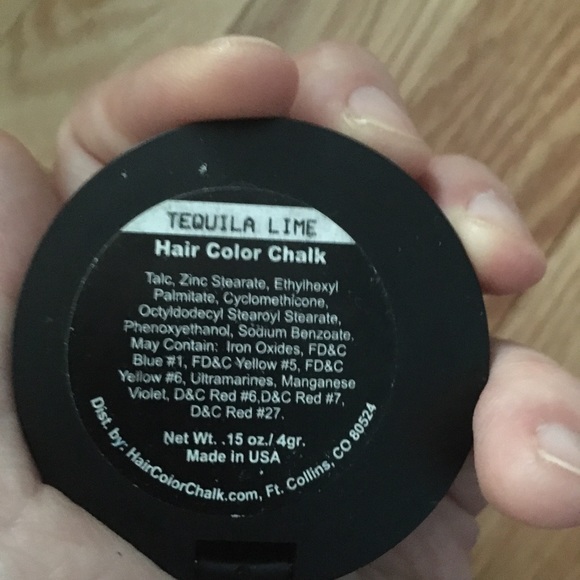 TEQUILA LIME
Hair Color Chalk
Talc, Zinc Stearate, Ethylhexyl
Palmitate, Cyclomethicone,
Octyldodecyl Stearoyl Stearate,
Phenoxyethanol, Sodium Benzoate.
May Contain: Iron Oxides, FD&C
Blue #1, FD&C Yellow #5, FD&C
Yellow #6, Ultramarines, Manganese
Violet, D&C Red #6,D&C Red #7,
D&C Red #27.
Net Wt. .15 oz./ 4gr.
Made in USA
Dist. by: HairColorChalk.com, Ft. Collins, CO 80524